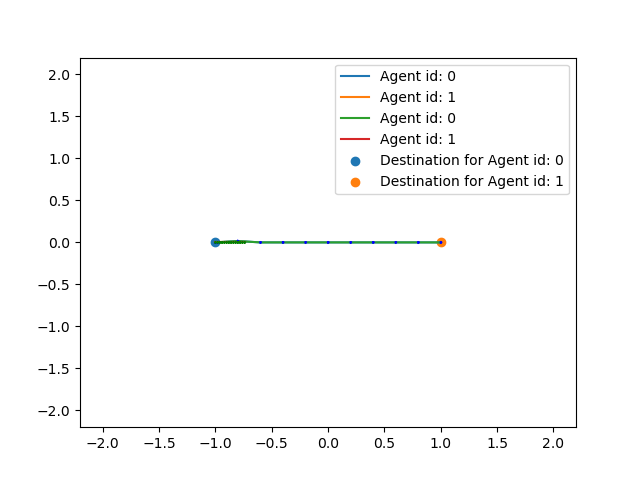 Agent id: 0
Agent id: 1
Agent id: 0
Agent id: 1
Destination for Agent id: 0
Destination for Agent id: 1
2.0
1.5
1.0
0.5
0.0
−0.5
−1.0
−1.5
−2.0
−2.0 −1.5 −1.0 −0.5 0.0 0.5 1.0 1.5 2.0